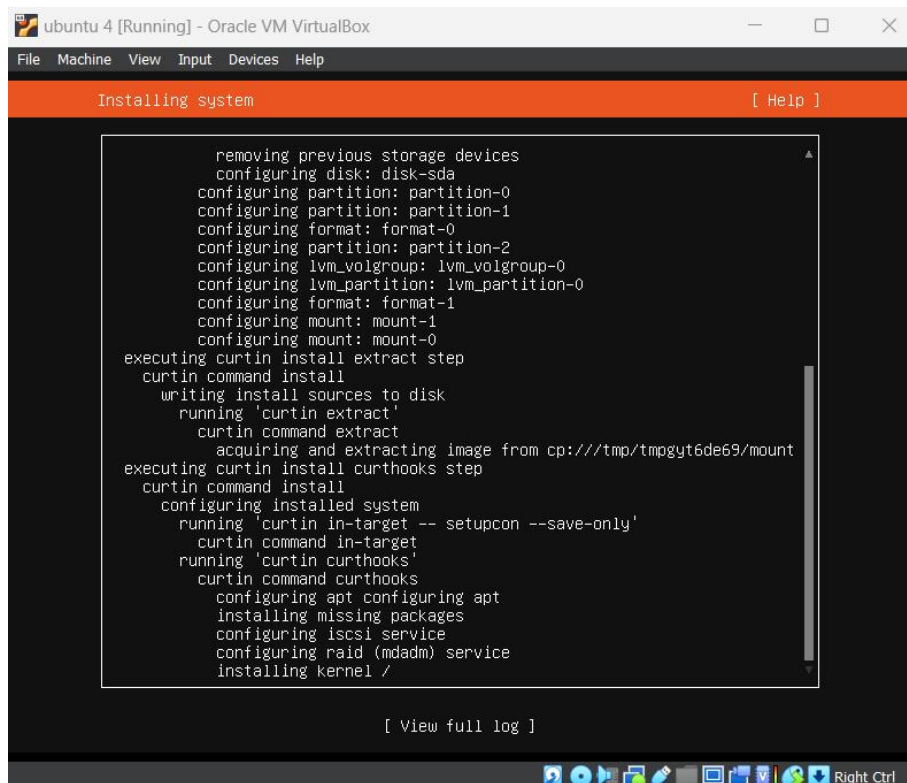 ubuntu 4 [Running] - Oracle VM VirtualBox
File Machine View Input Devices Help
Installing system [ Help ]
removing previous storage devices
configuring disk: disk-sda
configuring partition: partition-0
configuring partition: partition-1
configuring format: format-0
configuring partition: partition-2
configuring lvm_volgroup: lvm_volgroup-0
configuring lvm_partition: lvm_partition-0
configuring format: format-1
configuring mount: mount-1
configuring mount: mount-0
executing curtin install extract step
curtin command install
writing install sources to disk
running 'curtin extract'
curtin command extract
acquiring and extracting image from cp:///tmp/tmpgyt6de69/mount
executing curtin install curthooks step
curtin command install
configuring installed system
running 'curtin in-target -- setupcon --save-only'
curtin command in-target
running 'curtin curthooks'
curtin command curthooks
configuring apt configuring apt
installing missing packages
configuring iscsi service
configuring raid (mdadm) service
installing kernel /
[ View full log ]
Right Ctrl